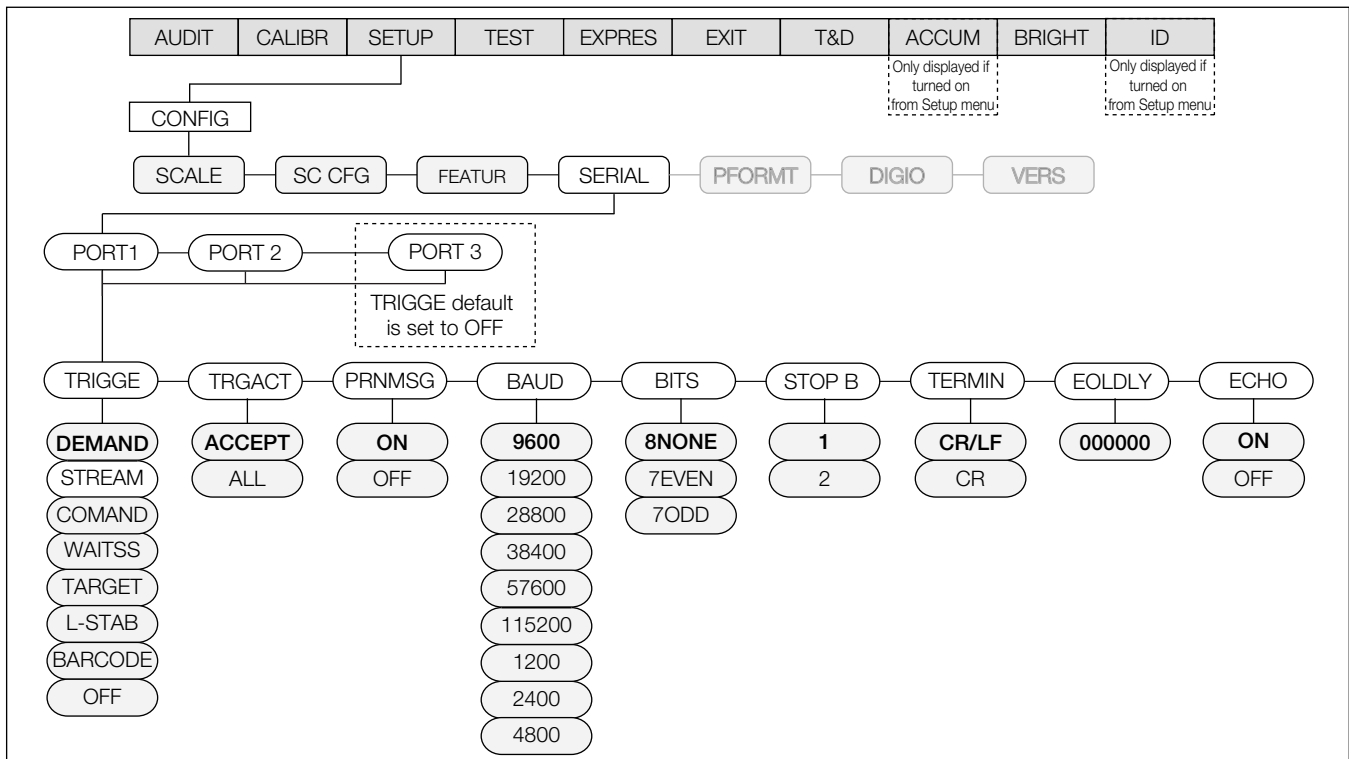 AUDIT CALIBR SETUP TEST EXPRES EXIT T&D ACCUM BRIGHT ID
Only displayed if
turned on
from Setup menu
Only displayed if
turned on
from Setup menu
CONFIG
SCALE SC CFG FEATUR SERIAL PFORMT DIGIO VERS
PORT1 PORT 2 PORT 3
TRIGGE default
is set to OFF
TRIGGE TRGACT PRNMSG BAUD BITS STOP B TERMIN EOLDLY ECHO
DEMAND ACCEPT ON 9600 8NONE 1 CR/LF 000000 ON
STREAM ALL OFF 19200 7EVEN 2 CR OFF
COMAND 28800 7ODD
WAITSS 38400
TARGET 57600
L-STAB 115200
BARCODE 1200
OFF 2400
4800